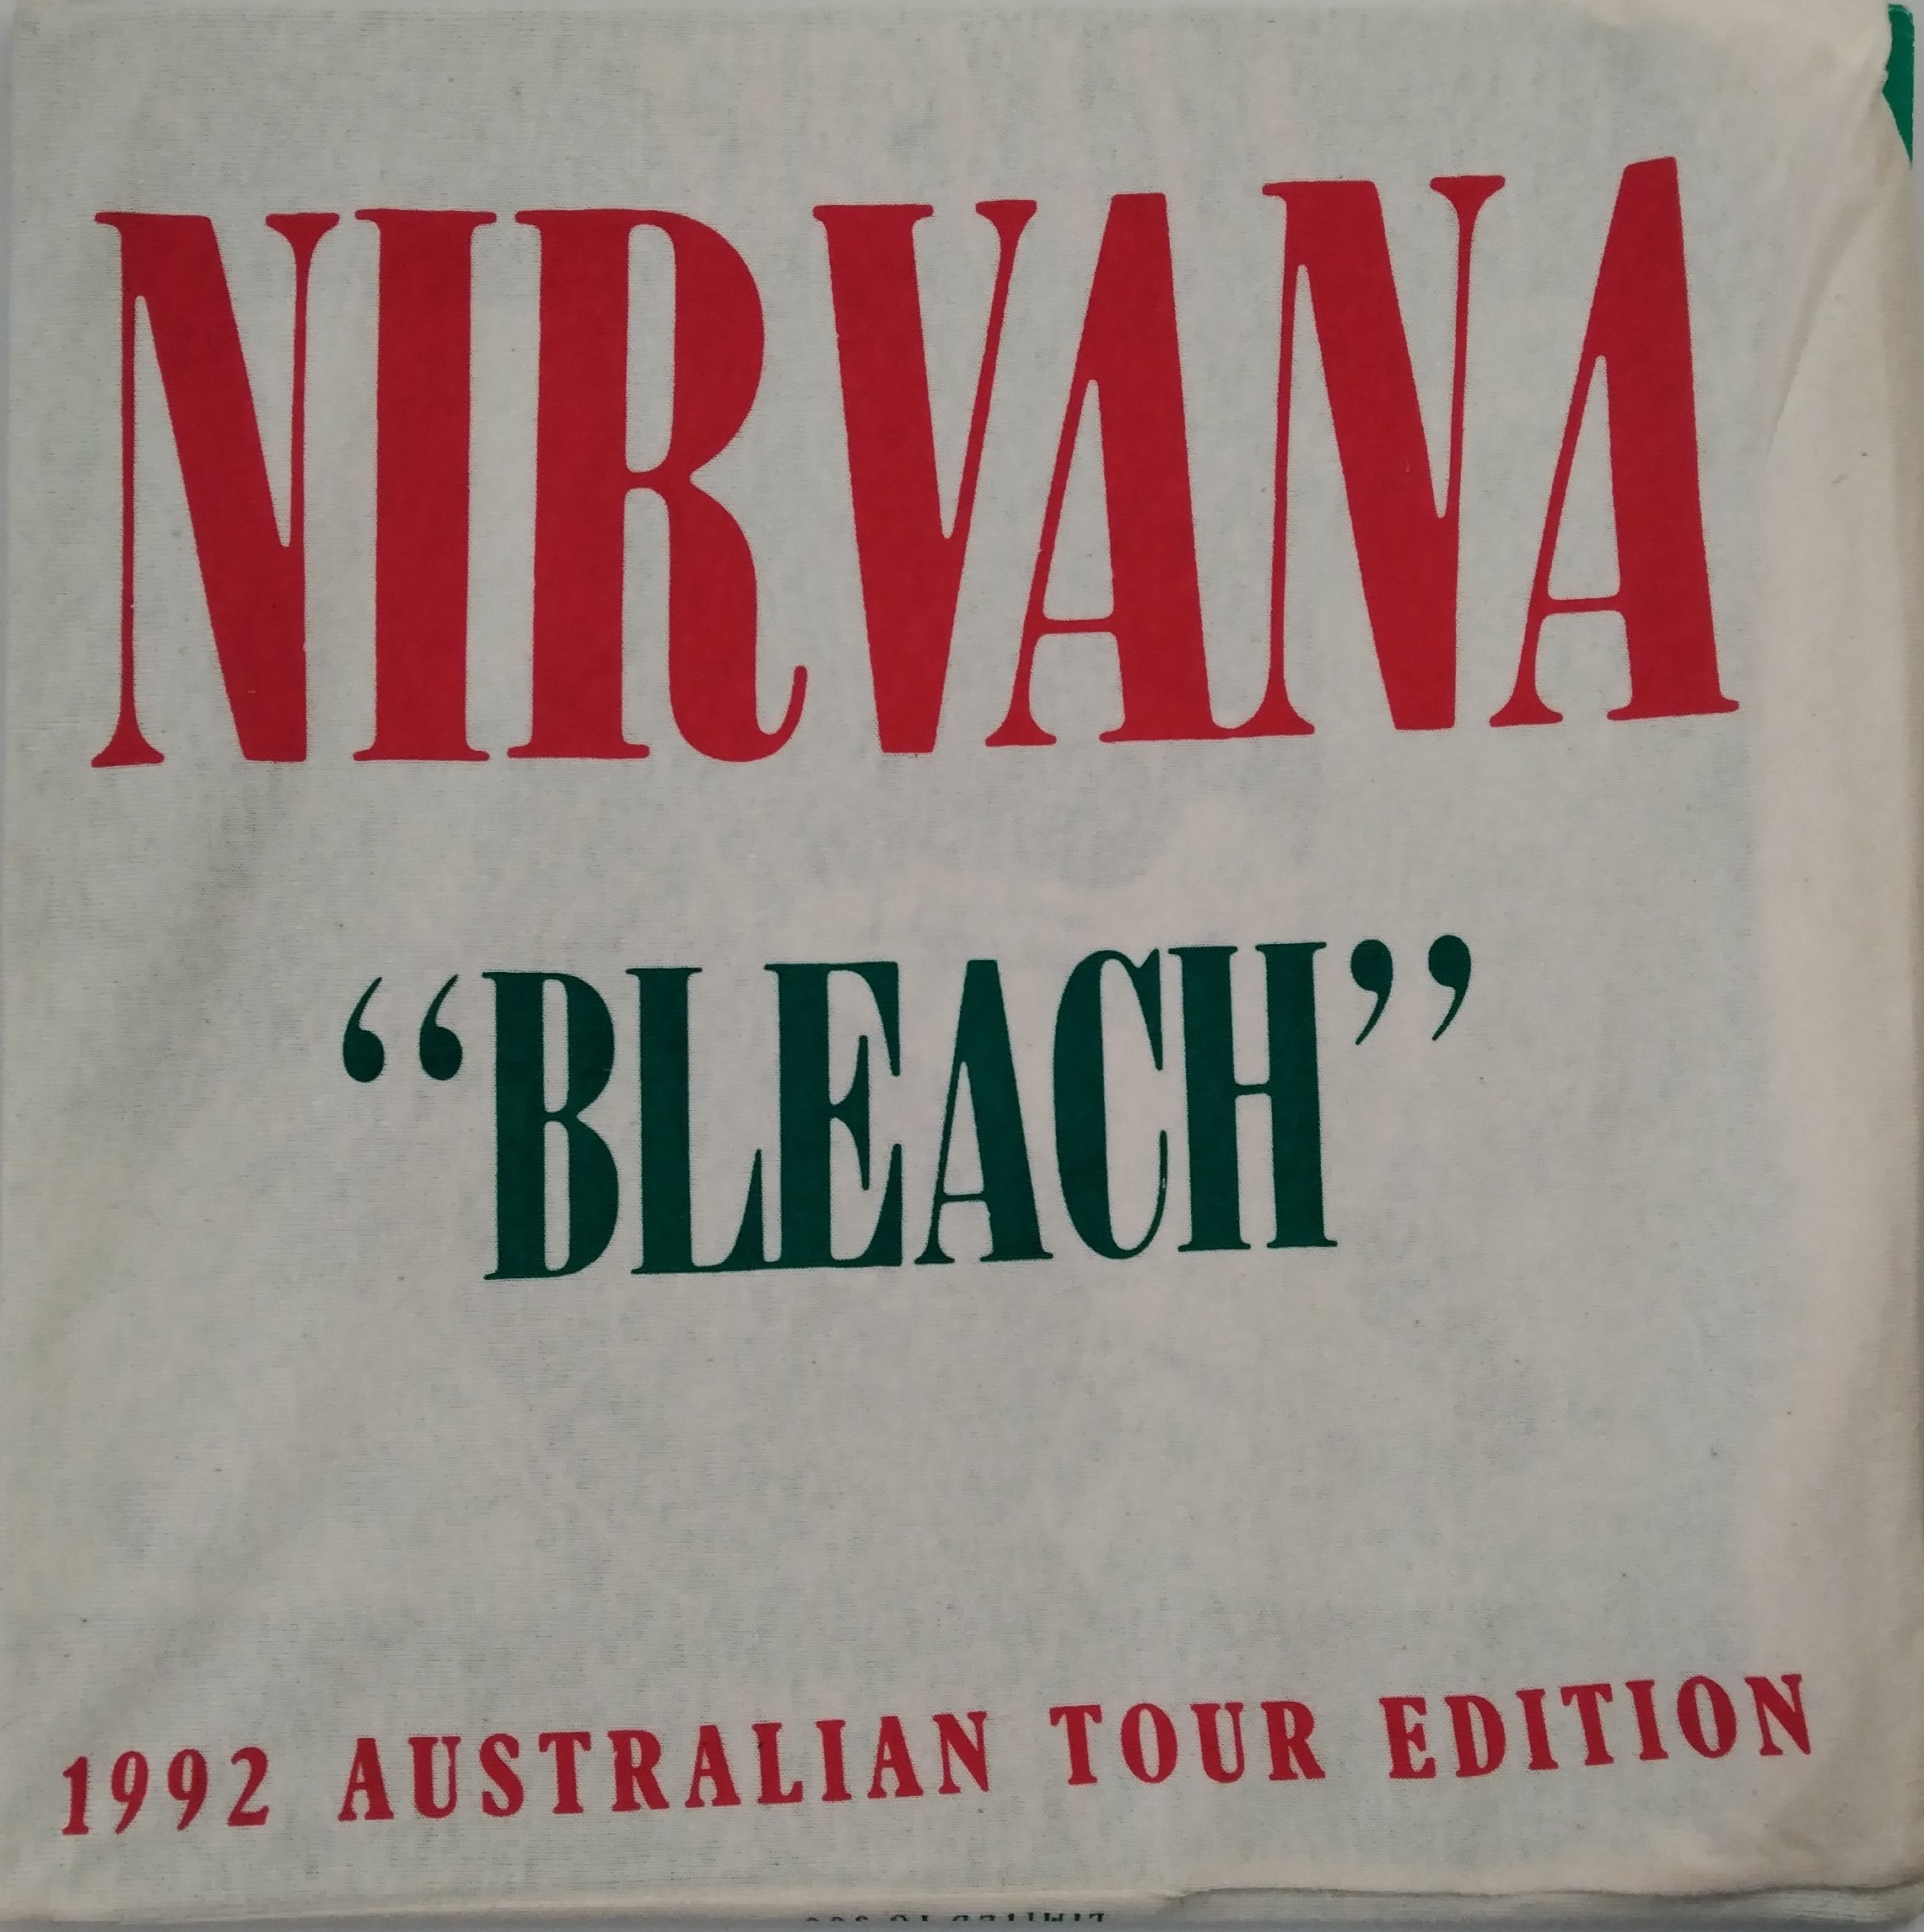 NIRVANA
“BLEACH”
1992 AUSTRALIAN TOUR EDITION